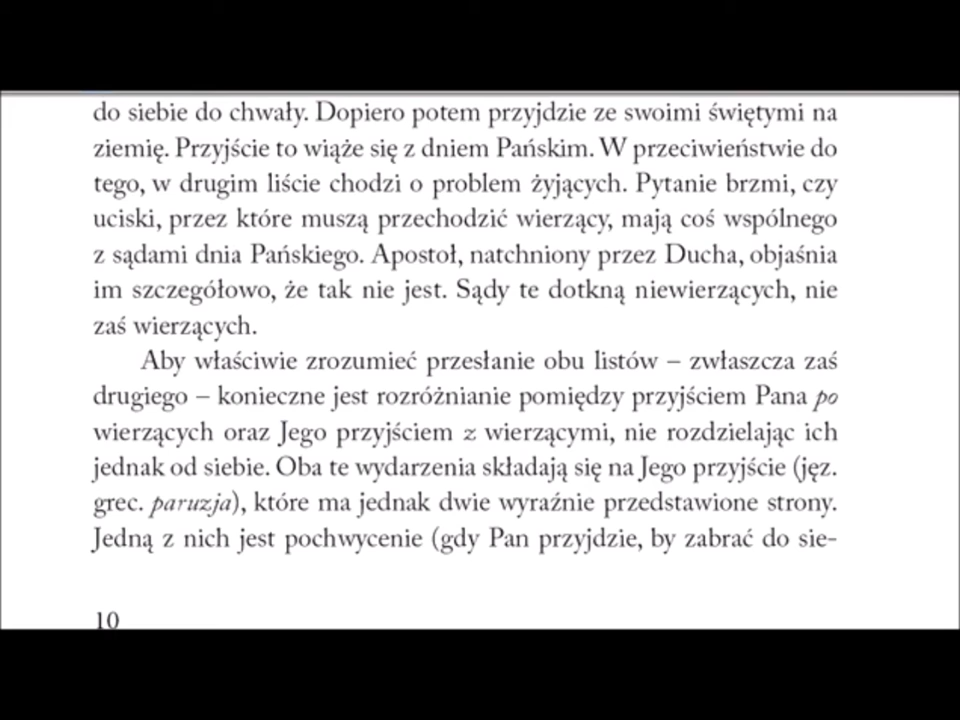 do siebie do chwały. Dopiero potem przyjdzie ze swoimi świętymi na
ziemię. Przyjście to wiąże się z dniem Pańskim. W przeciwieństwie do
tego, w drugim liście chodzi o problem żyjących. Pytanie brzmi, czy
uciski, przez które muszą przechodzić wierzący, mają coś wspólnego
z sądami dnia Pańskiego. Apostoł, natchniony przez Ducha, objaśnia
im szczegółowo, że tak nie jest. Sądy te dotkną niewierzących, nie
zaś wierzących.
Aby właściwie zrozumieć przesłanie obu listów – zwłaszcza zaś
drugiego – konieczne jest rozróżnianie pomiędzy przyjściem Pana po
wierzących oraz Jego przyjściem z wierzącymi, nie rozdzielając ich
jednak od siebie. Oba te wydarzenia składają się na Jego przyjście (jęz.
grec. paruzja), które ma jednak dwie wyraźnie przedstawione strony.
Jedną z nich jest pochwycenie (gdy Pan przyjdzie, by zabrać do sie-
10